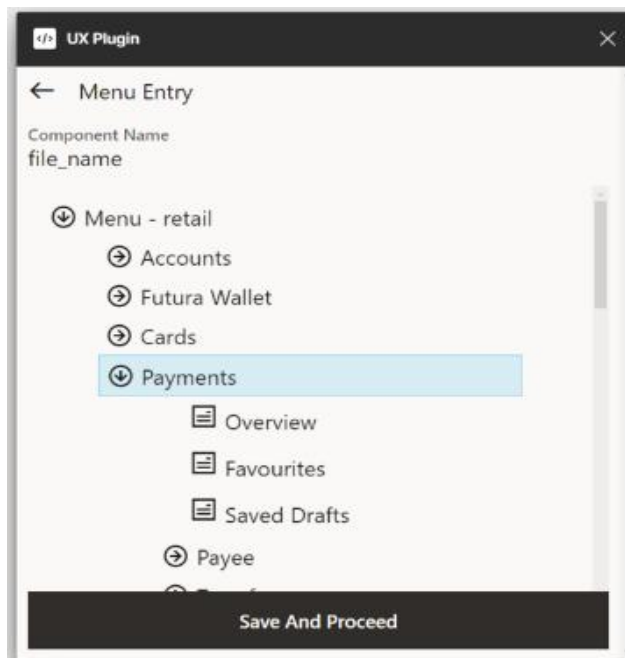 UX Plugin
Menu Entry
Component Name
file_name
Menu - retail
Accounts
Futura Wallet
Cards
Payments
Overview
Favourites
Saved Drafts
Payee
Save And Proceed